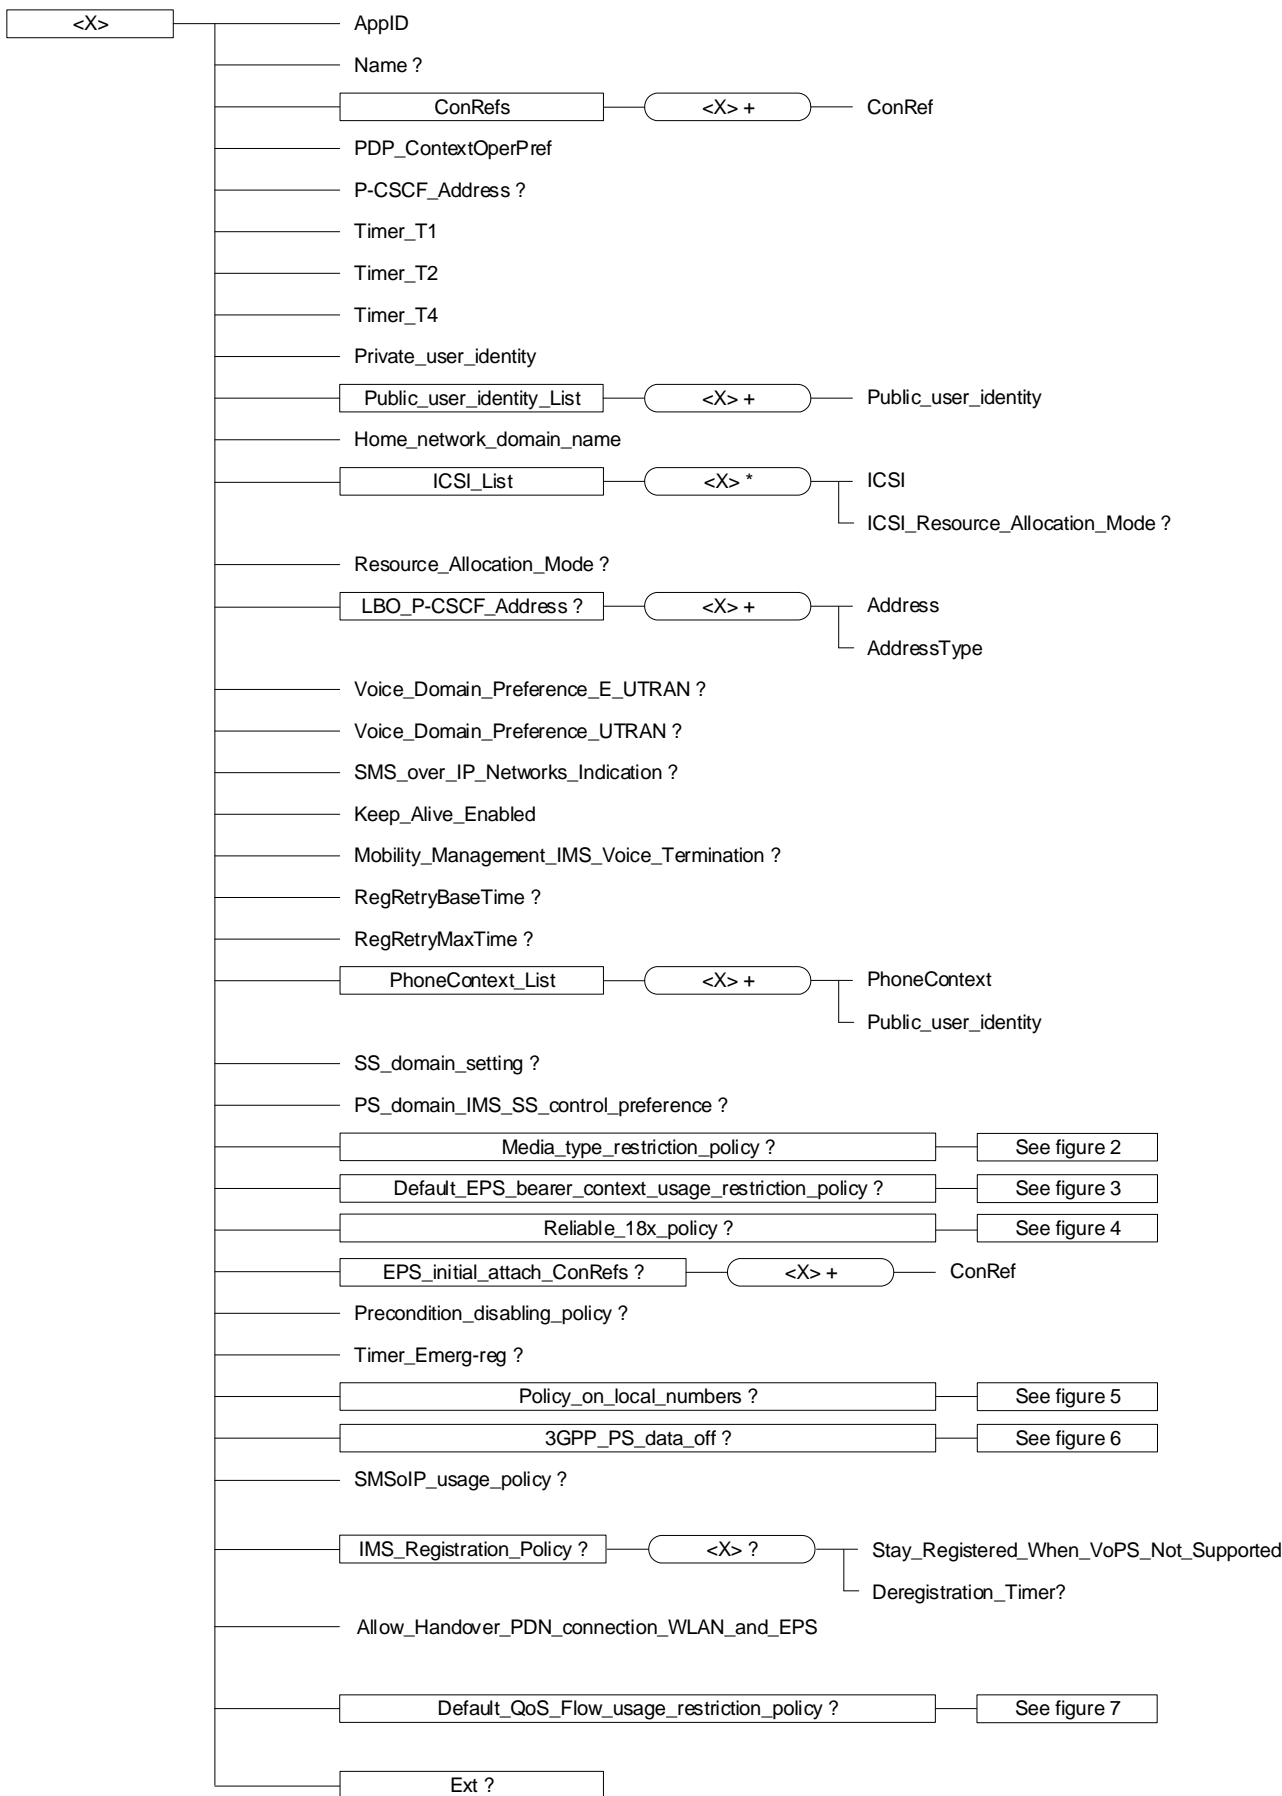 <X> AppID
Name ?
ConRefs <X> + ConRef
PDP_ContextOperPref
P-CSCF_Address ?
Timer_T1
Timer_T2
Timer_T4
Private_user_identity
Public_user_identity_List <X> + Public_user_identity
Home_network_domain_name
ICSI_List <X> * ICSI
ICSI_Resource_Allocation_Mode ?
Resource_Allocation_Mode ?
LBO_P-CSCF_Address ? <X> + Address
AddressType
Voice_Domain_Preference_E_UTRAN ?
Voice_Domain_Preference_UTRAN ?
SMS_over_IP_Networks_Indication ?
Keep_Alive_Enabled
Mobility_Management_IMS_Voice_Termination ?
RegRetryBaseTime ?
RegRetryMaxTime ?
PhoneContext_List <X> + PhoneContext
Public_user_identity
SS_domain_setting ?
PS_domain_IMS_SS_control_preference ?
Media_type_restriction_policy ? See figure 2
Default_EPS_bearer_context_usage_restriction_policy ? See figure 3
Reliable_18x_policy ? See figure 4
EPS_initial_attach_ConRefs ? <X> + ConRef
Precondition_disabling_policy ?
Timer_Emerg-reg ?
Policy_on_local_numbers ? See figure 5
3GPP_PS_data_off ? See figure 6
SMSoIP_usage_policy ?
IMS_Registration_Policy ? <X> ? Stay_Registered_When_VoPS_Not_Supported
Deregistration_Timer?
Allow_Handover_PDN_connection_WLAN_and_EPS
Default_QoS_Flow_usage_restriction_policy ? See figure 7
Ext ?